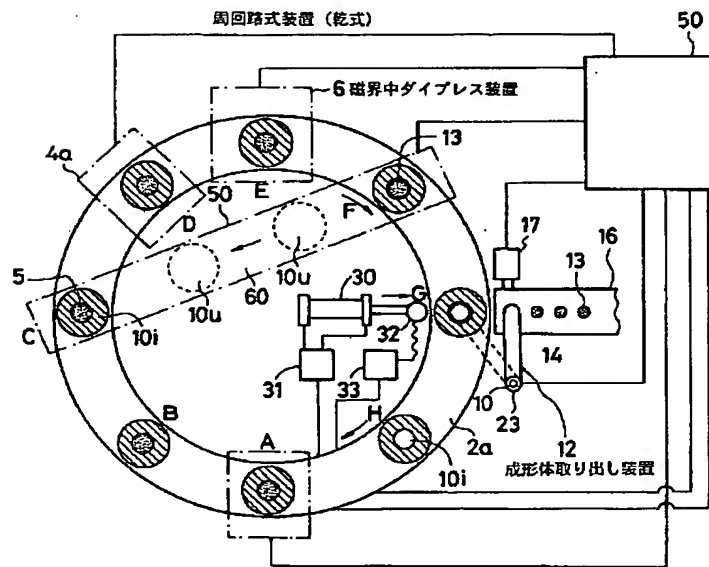 周回路式装置（乾式）
50
6 磁界中ダイプレス装置
4a
13
E
50
F
17
16
D
13
5
10u
30
G
10u
60
32
C
10i
14
31
33
10
23
B
A
H
12
2a
10i
成形体取り出し装置